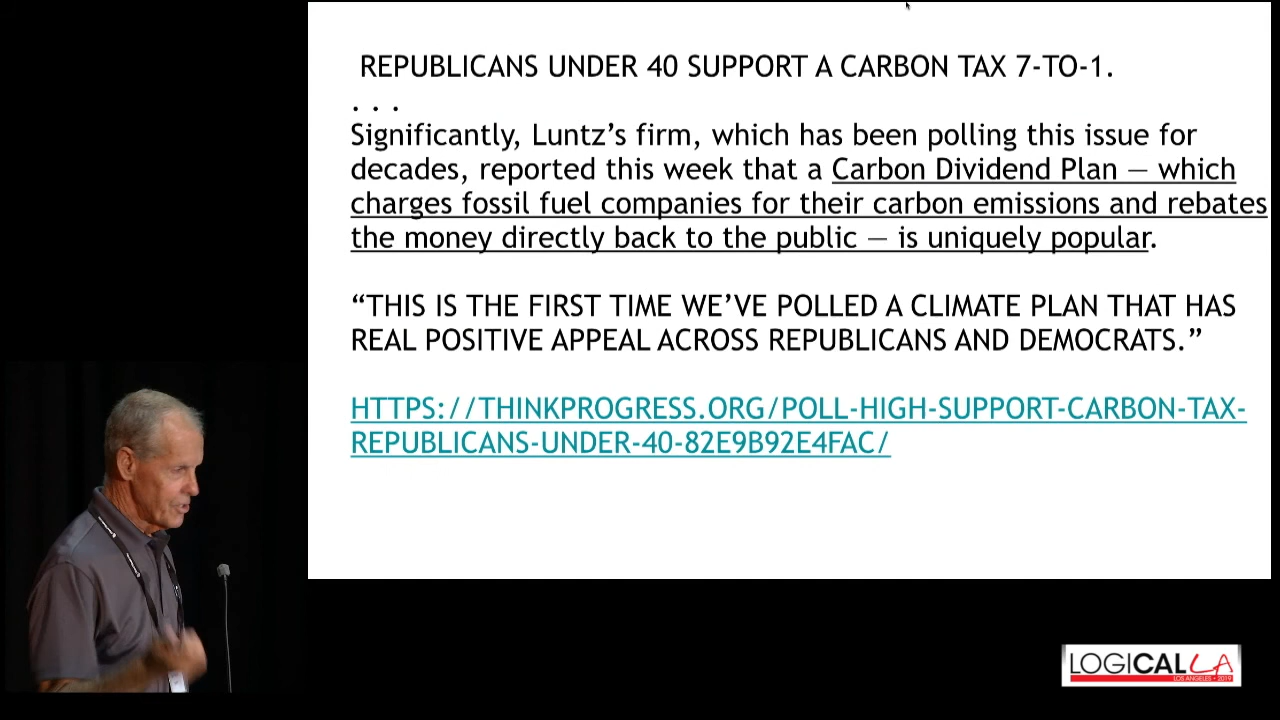 REPUBLICANS UNDER 40 SUPPORT A CARBON TAX 7-TO-1.
. . .
Significantly, Luntz’s firm, which has been polling this issue for
decades, reported this week that a Carbon Dividend Plan — which
charges fossil fuel companies for their carbon emissions and rebates
the money directly back to the public — is uniquely popular.
“THIS IS THE FIRST TIME WE’VE POLLED A CLIMATE PLAN THAT HAS
REAL POSITIVE APPEAL ACROSS REPUBLICANS AND DEMOCRATS.”
HTTPS://THINKPROGRESS.ORG/POLL-HIGH-SUPPORT-CARBON-TAX-
REPUBLICANS-UNDER-40-82E9B92E4FAC/
LOGICALLA
LOS ANGELES • 2019